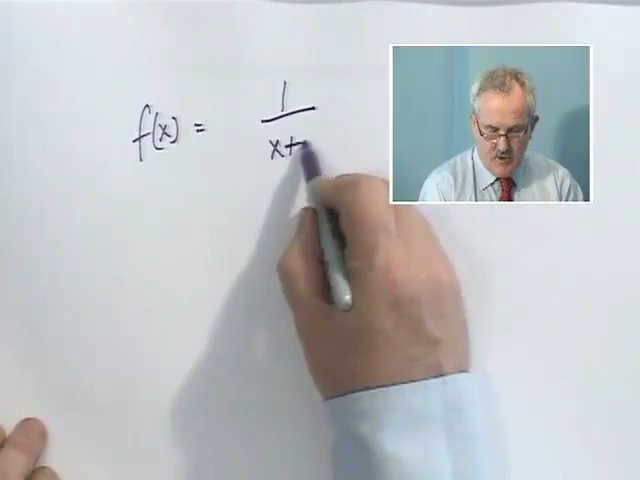 f(x) = 1/x+